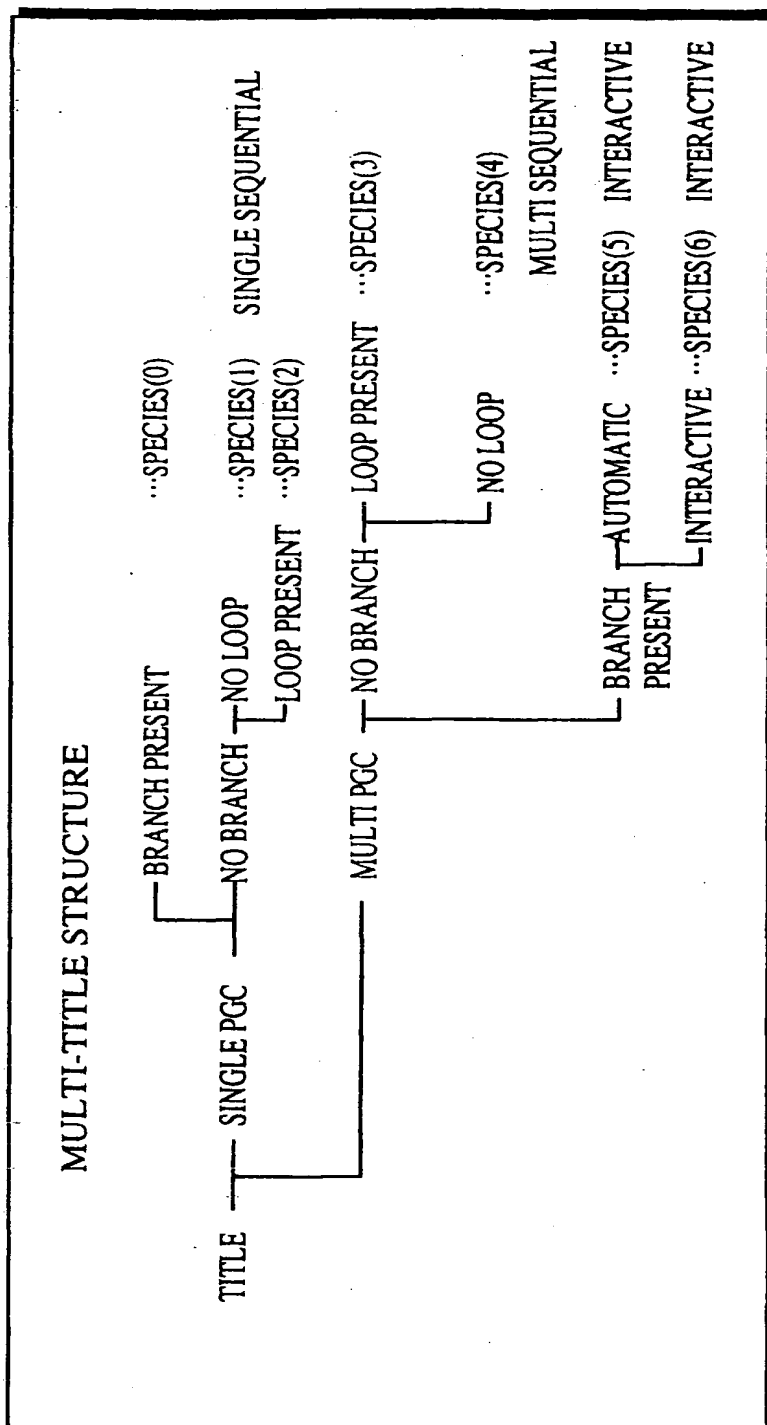 MULTI-TITLE STRUCTURE
BRANCH PRESENT ···SPECIES(0)
TITLE SINGLE PGC NO BRANCH NO LOOP ···SPECIES(1) SINGLE SEQUENTIAL
LOOP PRESENT ···SPECIES(2)
MULTI PGC NO BRANCH LOOP PRESENT ···SPECIES(3)
NO LOOP ···SPECIES(4)
MULTI SEQUENTIAL
BRANCH AUTOMATIC ···SPECIES(5) INTERACTIVE
PRESENT
INTERACTIVE ···SPECIES(6) INTERACTIVE